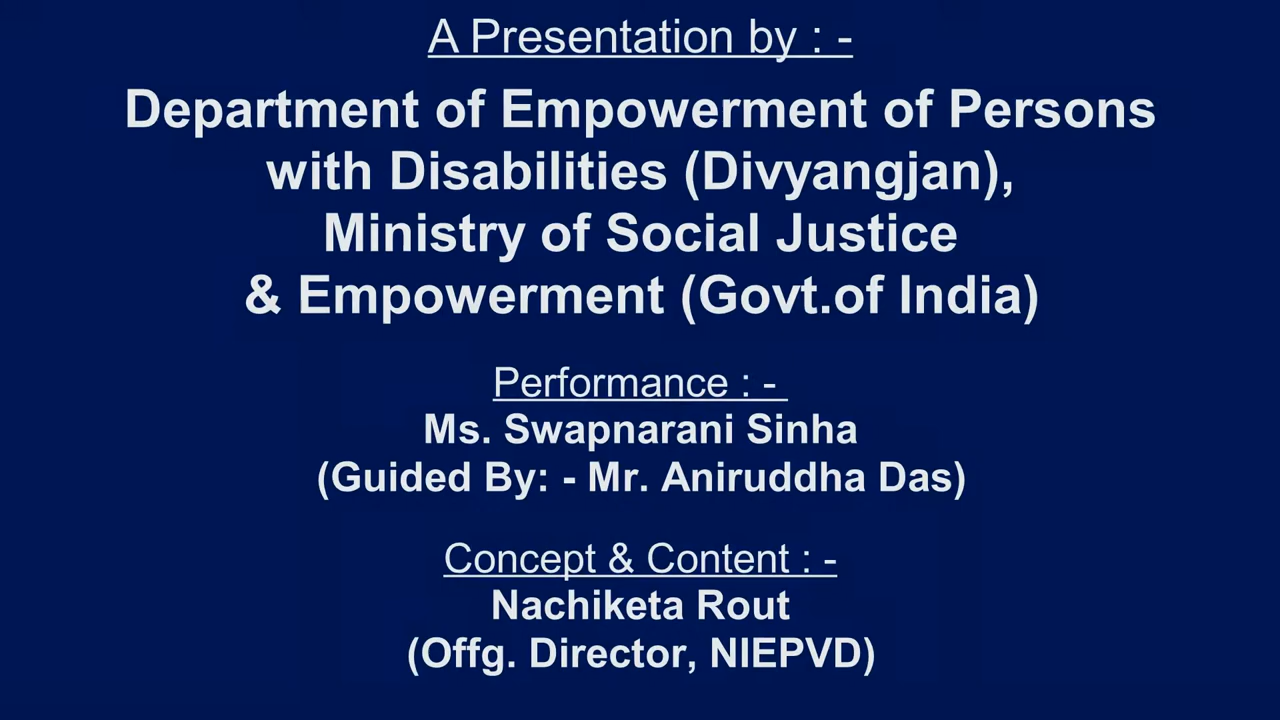 A Presentation by : -
Department of Empowerment of Persons
with Disabilities (Divyangjan),
Ministry of Social Justice
& Empowerment (Govt.of India)
Performance : -
Ms. Swapnarani Sinha
(Guided By: - Mr. Aniruddha Das)
Concept & Content : -
Nachiketa Rout
(Offg. Director, NIEPVD)